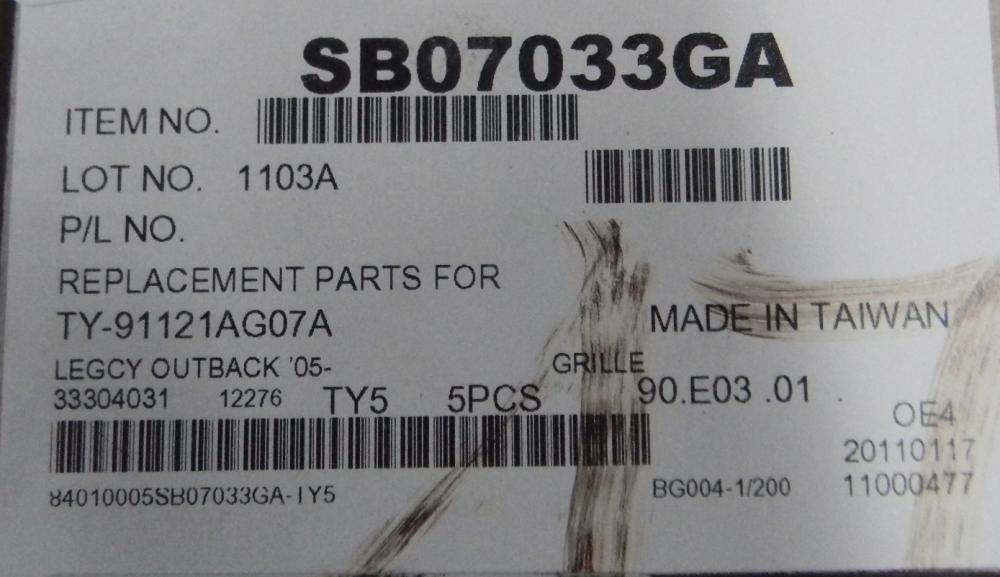 SB07033GA
ITEM NO.
LOT NO. 1103A
P/L NO.
REPLACEMENT PARTS FOR
TY-91121AG07A
MADE IN TAIWAN
LEGCY OUTBACK '05-
GRILLE
33304031 12276 TY5 5PCS 90.E03 .01 .
OE4
20110117
84010005SB07033GA-TY5 BG004-1/200 11000477